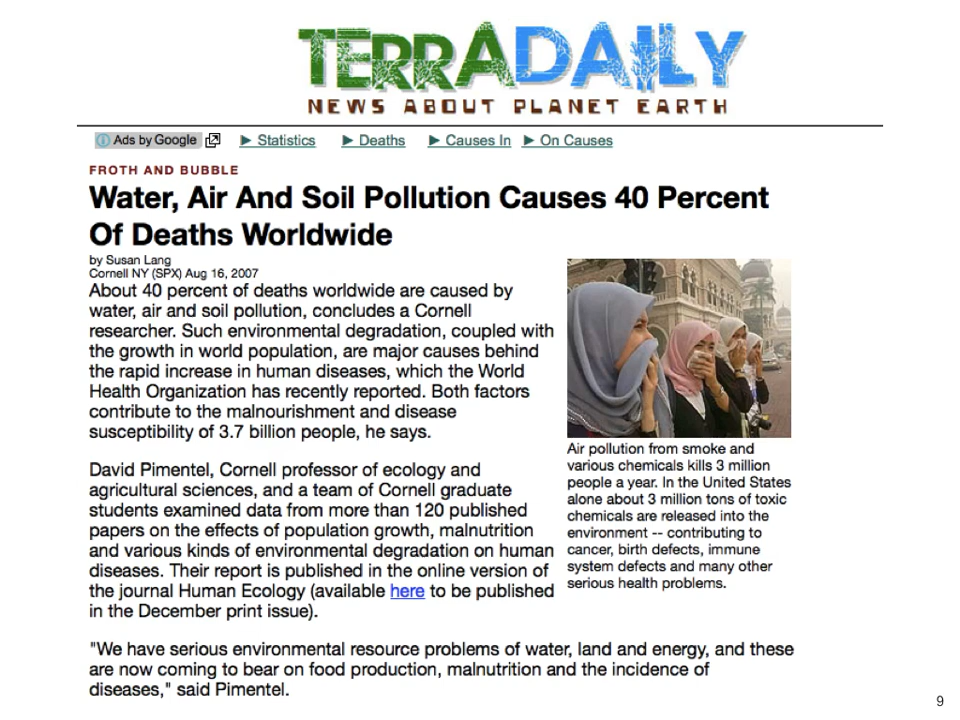 TERRADAILY
NEWS ABOUT PLANET EARTH
Ads by Google
► Statistics ► Deaths ► Causes In ► On Causes
FROTH AND BUBBLE
Water, Air And Soil Pollution Causes 40 Percent
Of Deaths Worldwide
by Susan Lang
Cornell NY (SPX) Aug 16, 2007
About 40 percent of deaths worldwide are caused by
water, air and soil pollution, concludes a Cornell
researcher. Such environmental degradation, coupled with
the growth in world population, are major causes behind
the rapid increase in human diseases, which the World
Health Organization has recently reported. Both factors
contribute to the malnourishment and disease
susceptibility of 3.7 billion people, he says.
David Pimentel, Cornell professor of ecology and
agricultural sciences, and a team of Cornell graduate
students examined data from more than 120 published
papers on the effects of population growth, malnutrition
and various kinds of environmental degradation on human
diseases. Their report is published in the online version of
the journal Human Ecology (available here to be published
in the December print issue).
Air pollution from smoke and
various chemicals kills 3 million
people a year. In the United States
alone about 3 million tons of toxic
chemicals are released into the
environment -- contributing to
cancer, birth defects, immune
system defects and many other
serious health problems.
"We have serious environmental resource problems of water, land and energy, and these
are now coming to bear on food production, malnutrition and the incidence of
diseases," said Pimentel.
9